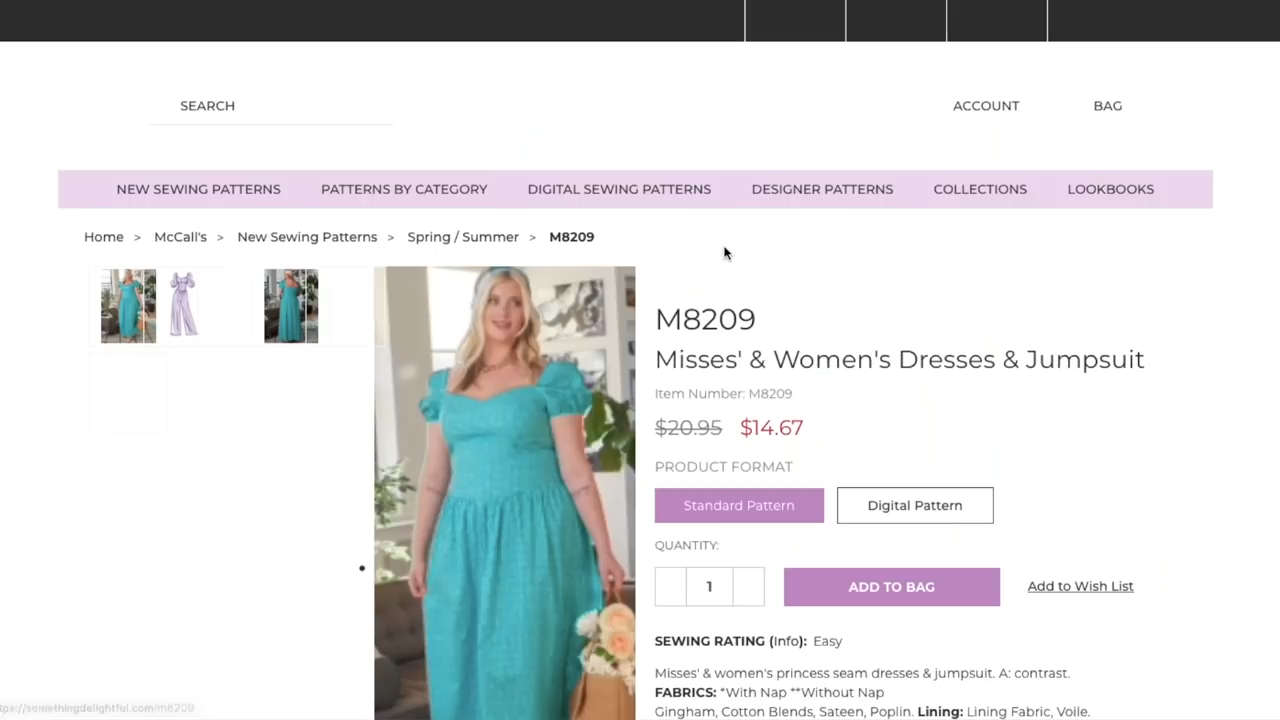 SEARCH
ACCOUNT
BAG
NEW SEWING PATTERNS
PATTERNS BY CATEGORY
DIGITAL SEWING PATTERNS
DESIGNER PATTERNS
COLLECTIONS
LOOKBOOKS
Home > McCall's > New Sewing Patterns > Spring / Summer > M8209
M8209
Misses' & Women's Dresses & Jumpsuit
Item Number: M8209
$20.95 $14.67
PRODUCT FORMAT
Standard Pattern
Digital Pattern
QUANTITY:
1
ADD TO BAG
Add to Wish List
SEWING RATING (Info): Easy
Misses' & women's princess seam dresses & jumpsuit. A: contrast.
FABRICS: *With Nap **Without Nap
Gingham, Cotton Blends, Sateen, Poplin. Lining: Lining Fabric, Voile.
ps://somethingdelightful.com/m8209